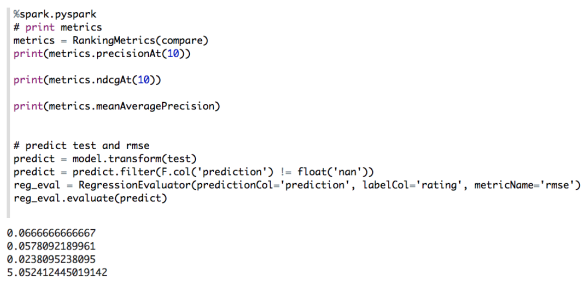 %spark.pyspark
# print metrics
metrics = RankingMetrics(compare)
print(metrics.precisionAt(10))
print(metrics.ndcgAt(10))
print(metrics.meanAveragePrecision)
# predict test and rmse
predict = model.transform(test)
predict = predict.filter(F.col('prediction') != float('nan'))
reg_eval = RegressionEvaluator(predictionCol='prediction', labelCol='rating', metricName='rmse')
reg_eval.evaluate(predict)
0.0666666666667
0.0578092189961
0.0238095238095
5.052412445019142